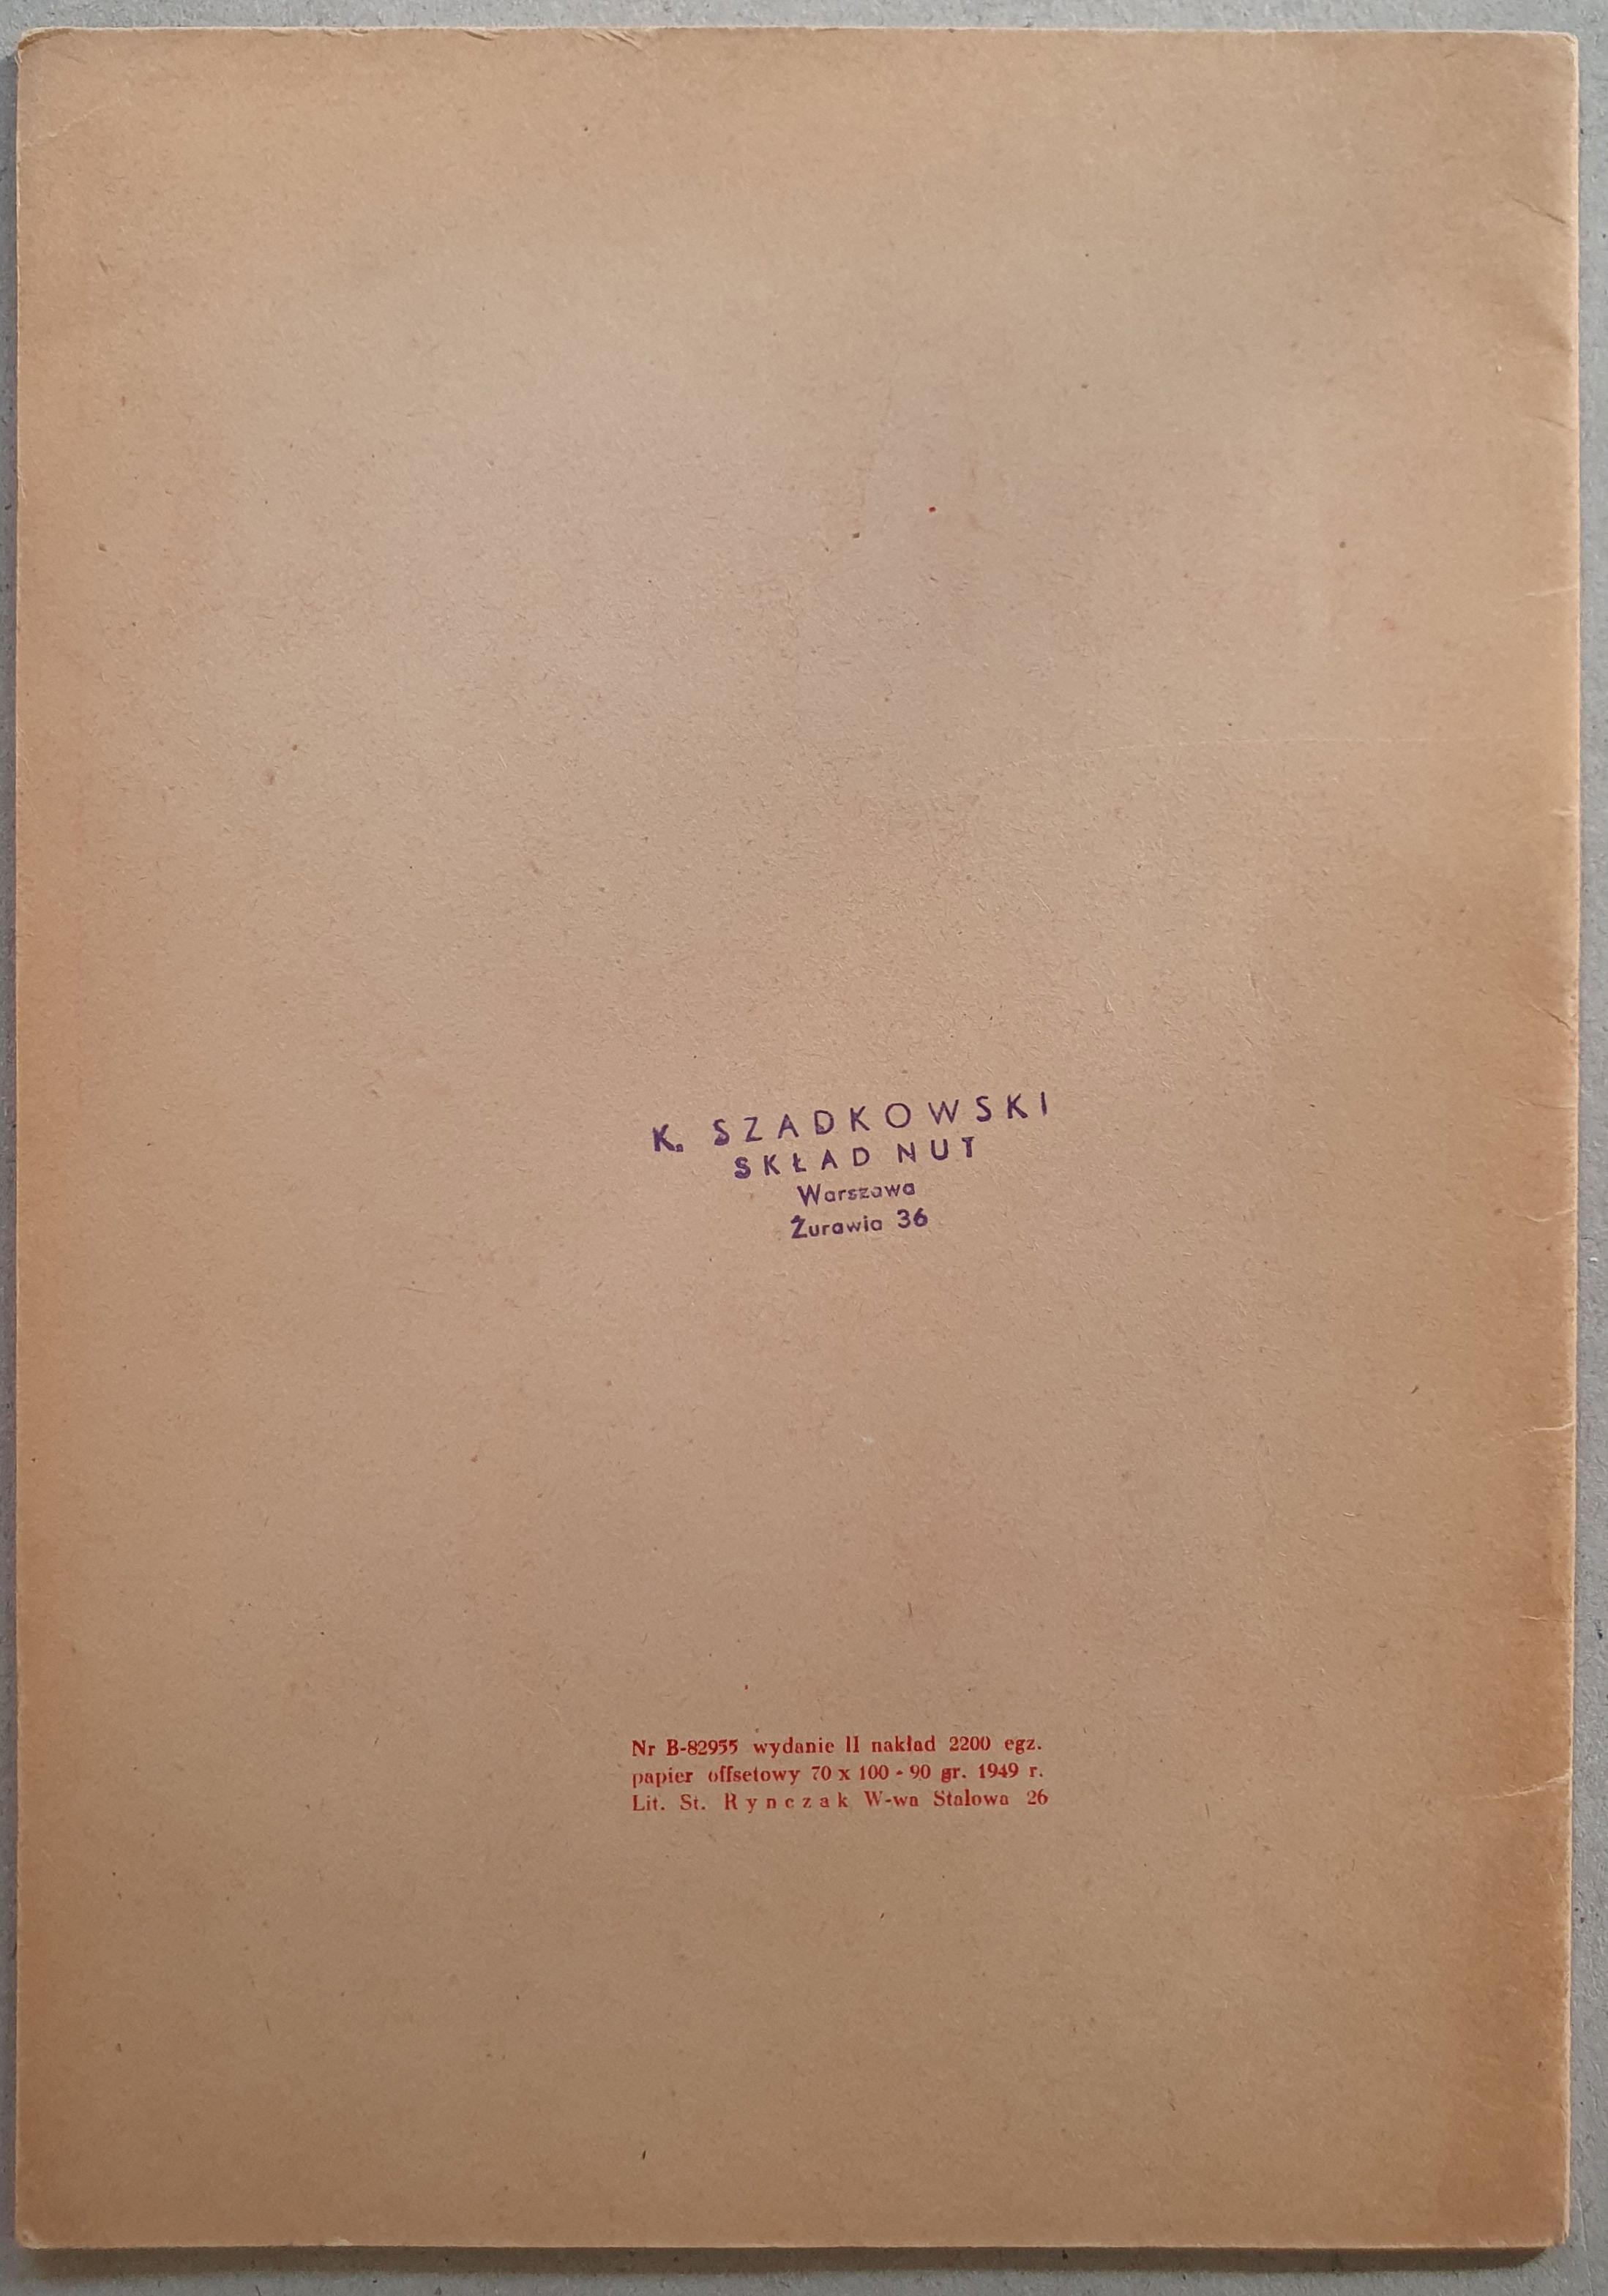 K. SZADKOWSKI
SKŁAD NUT
Warszawa
Żurawia 36
Nr B-82955 wydanie II nakład 2200 egz.
papier offsetowy 70 x 100 - 90 gr. 1949 r.
Lit. St. Rynczak W-wa Stalowa 26